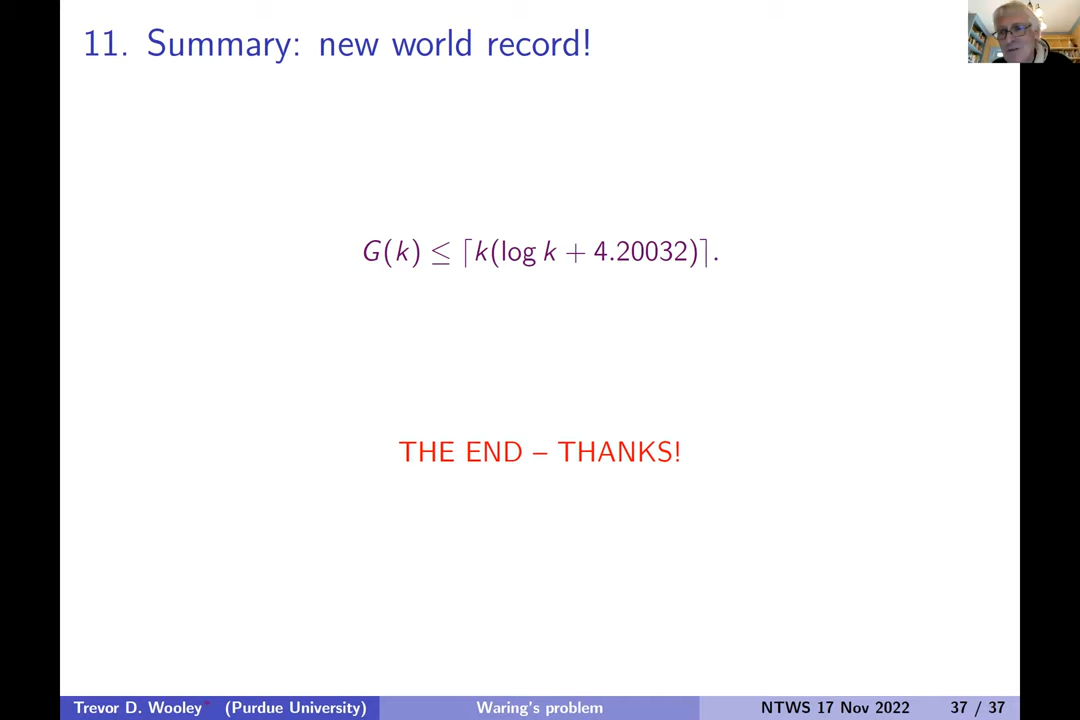 11. Summary: new world record!
G(k) ≤ ⌈k(log k + 4.20032)⌉.
THE END – THANKS!
Trevor D. Wooley* (Purdue University) Waring's problem NTWS 17 Nov 2022 37 / 37